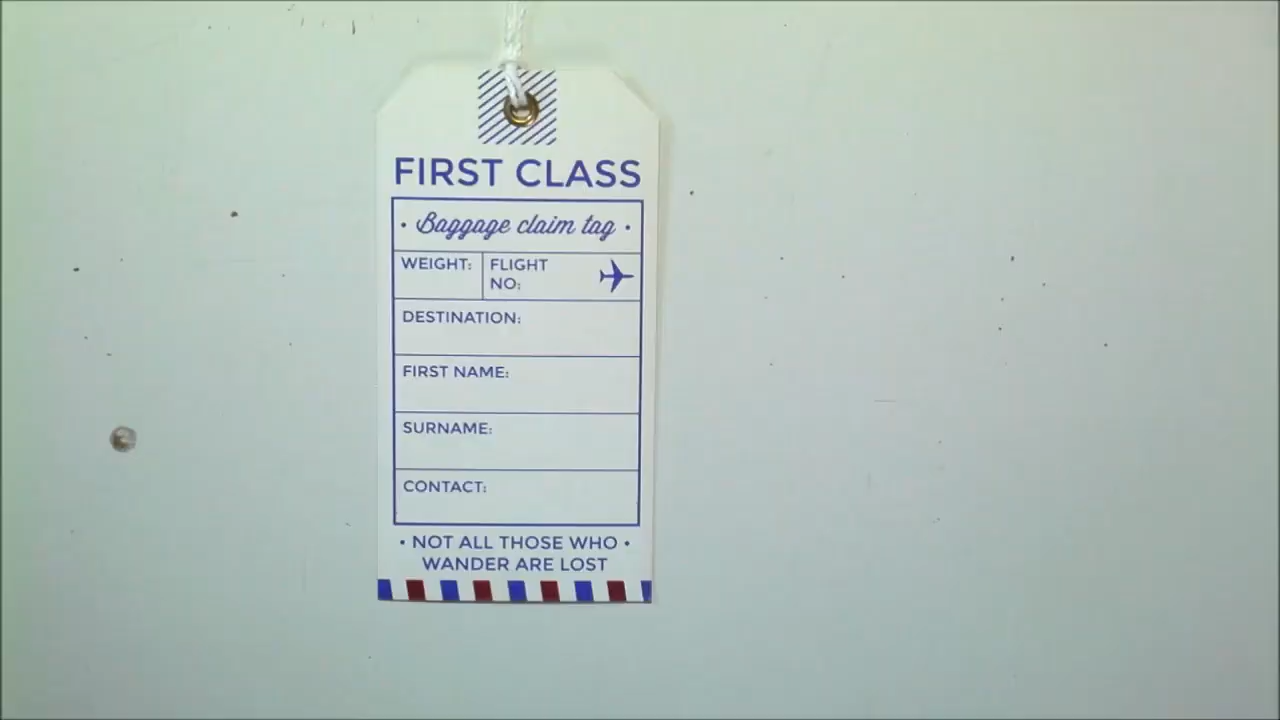 FIRST CLASS
• Baggage claim tag •
WEIGHT: FLIGHT
NO:
DESTINATION:
FIRST NAME:
SURNAME:
CONTACT:
• NOT ALL THOSE WHO •
WANDER ARE LOST